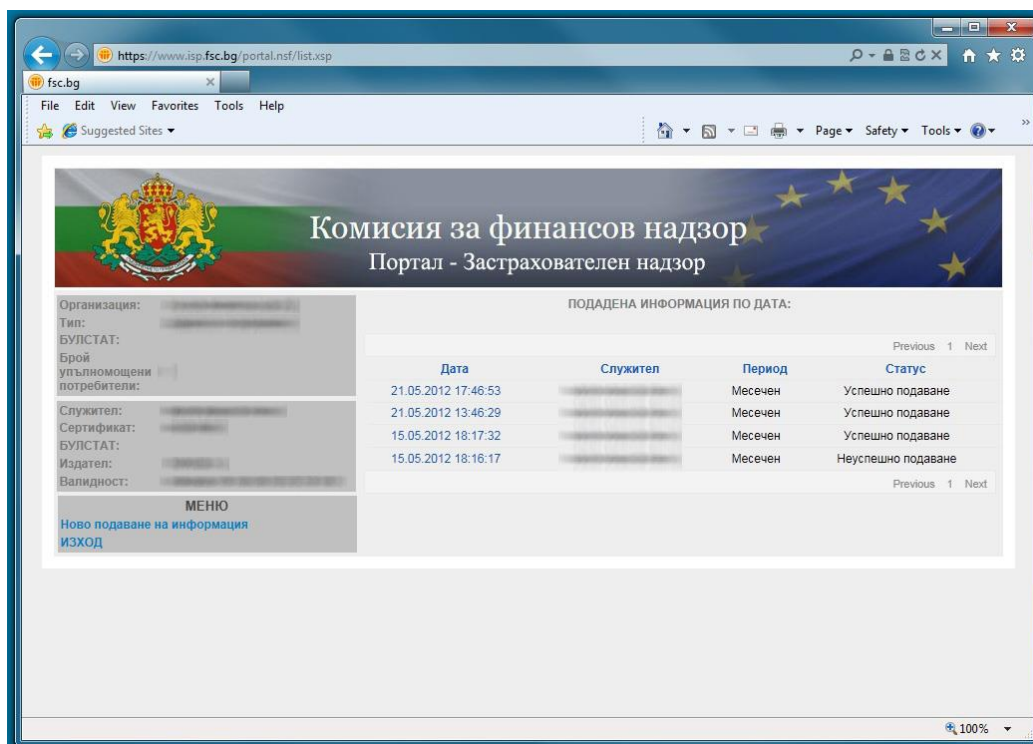 https://www.isp.fsc.bg/portal.nsf/list.xsp
fsc.bg
File Edit View Favorites Tools Help
Suggested Sites
Page Safety Tools
Комисия за финансов надзор
Портал - Застрахователен надзор
Организация:
Тип:
БУЛСТАТ:
Брой
упълномощени
потребители:
Служител:
Сертификат:
БУЛСТАТ:
Издател:
Валидност:
МЕНЮ
Ново подаване на информация
ИЗХОД
ПОДАДЕНА ИНФОРМАЦИЯ ПО ДАТА:
Previous 1 Next
Дата Служител Период Статус
21.05.2012 17:46:53 Месечен Успешно подаване
21.05.2012 13:46:29 Месечен Успешно подаване
15.05.2012 18:17:32 Месечен Успешно подаване
15.05.2012 18:16:17 Месечен Неуспешно подаване
Previous 1 Next
100%